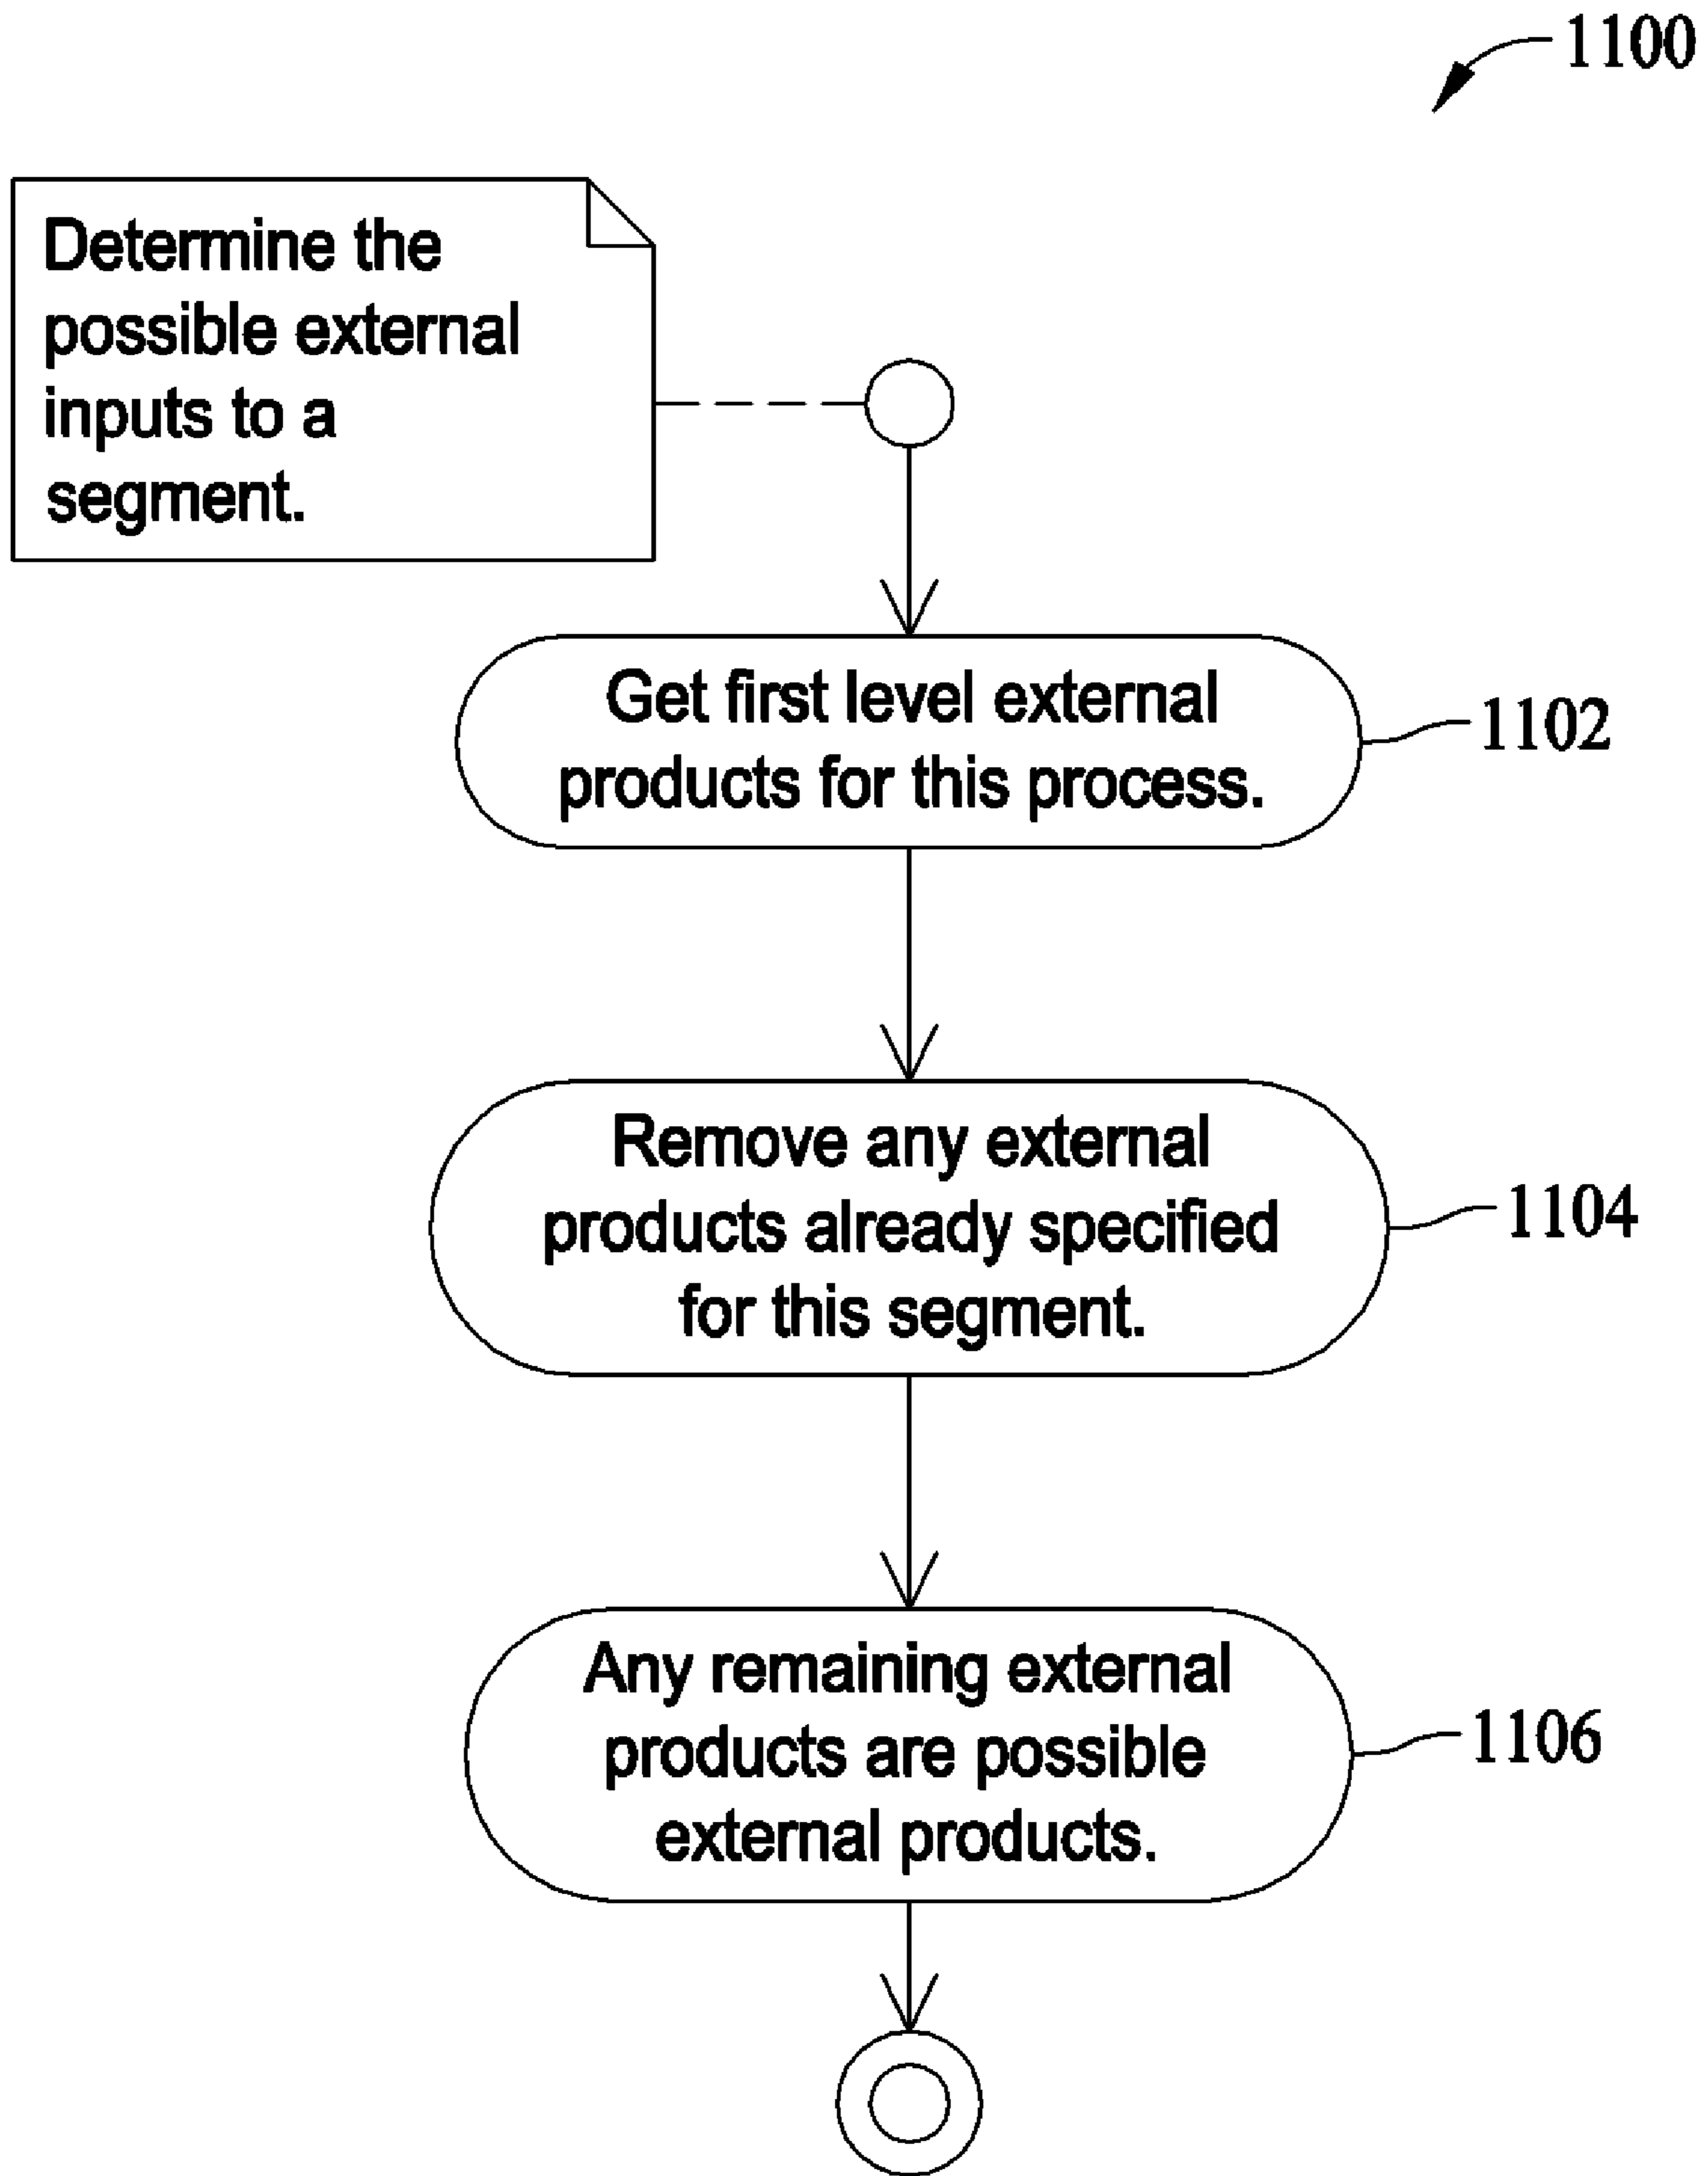 1100
Determine the
possible external
inputs to a
segment.
Get first level external
products for this process.
1102
Remove any external
products already specified
for this segment.
1104
Any remaining external
products are possible
external products.
1106